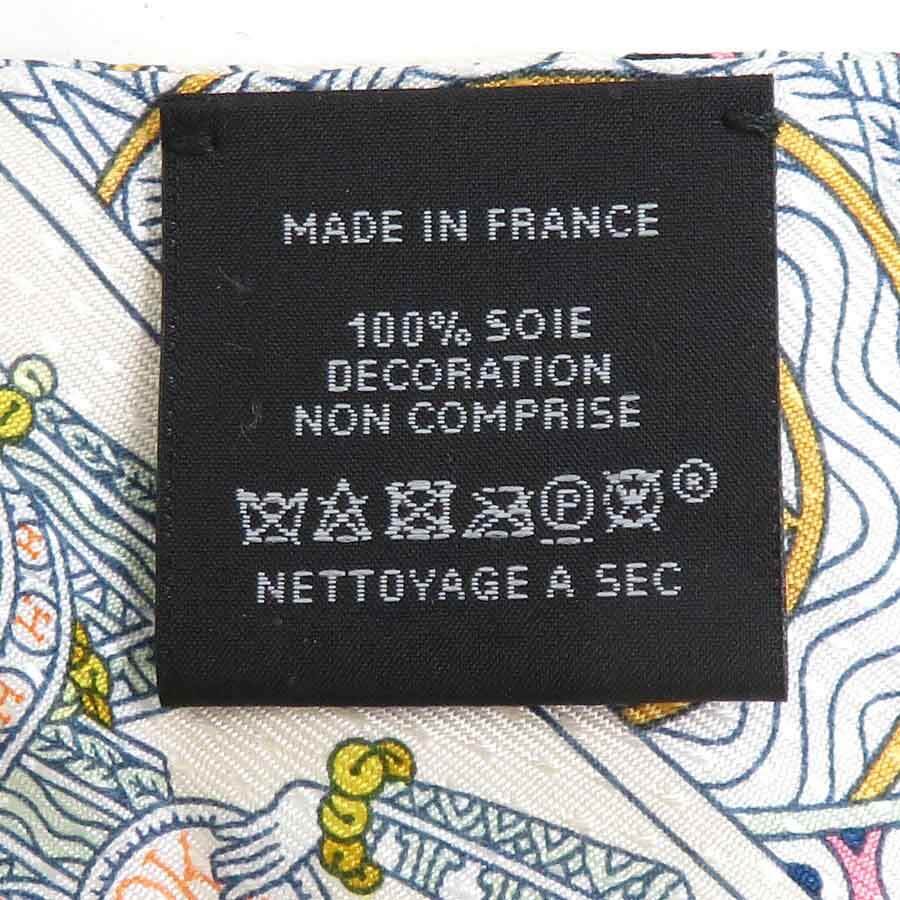 MADE IN FRANCE
100% SOIE
DECORATION
NON COMPRISE
P W ®
NETTOYAGE A SEC